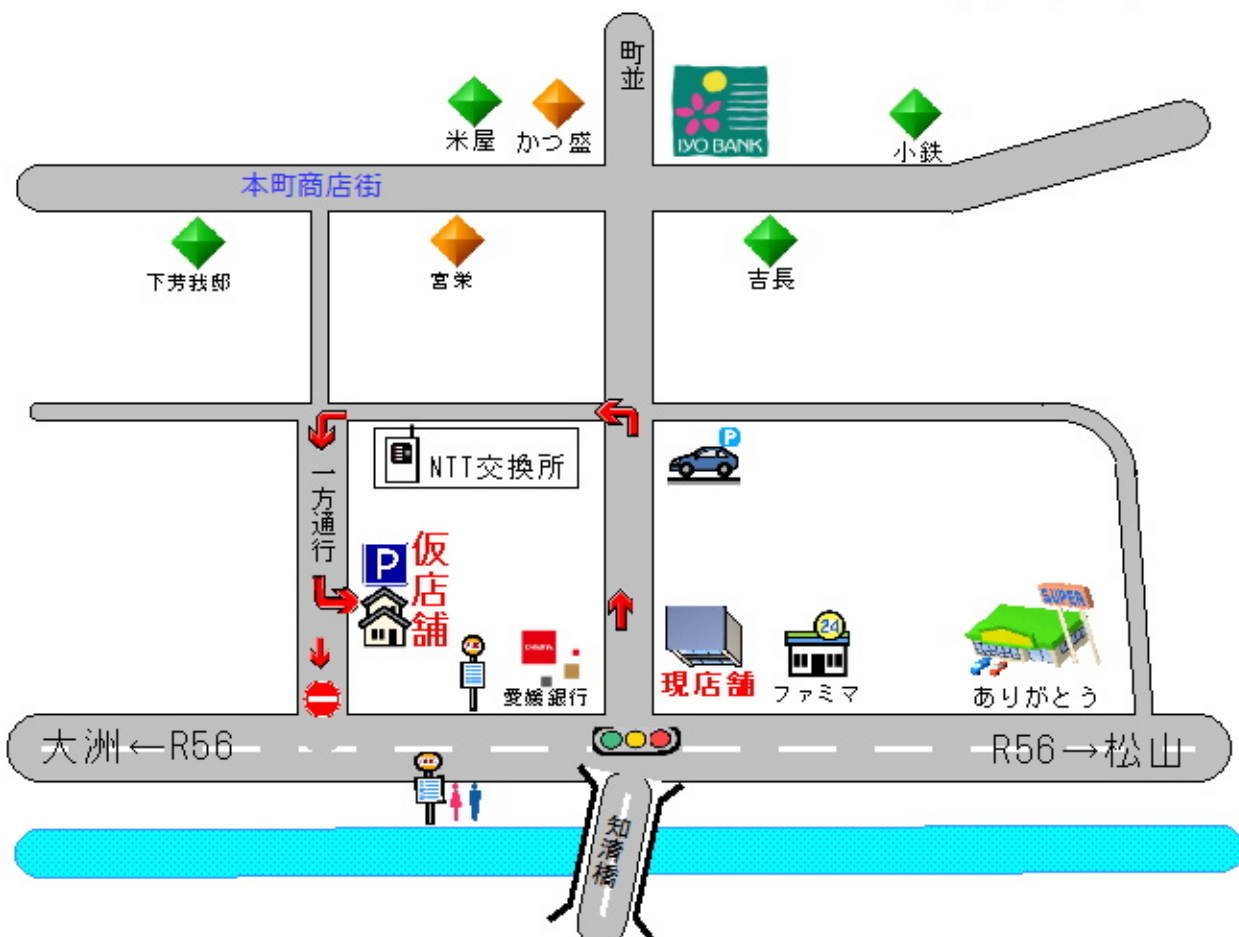 町並
IYO BANK
米屋
かつ盛
小鉄
本町商店街
下芳我邸
宮栄
吉長
P
NTT交換所
一方通行
P
仮店舗
SUPER
24
愛媛銀行
現店舗
ファミマ
ありがとう
大洲←R56
R56→松山
知清橋